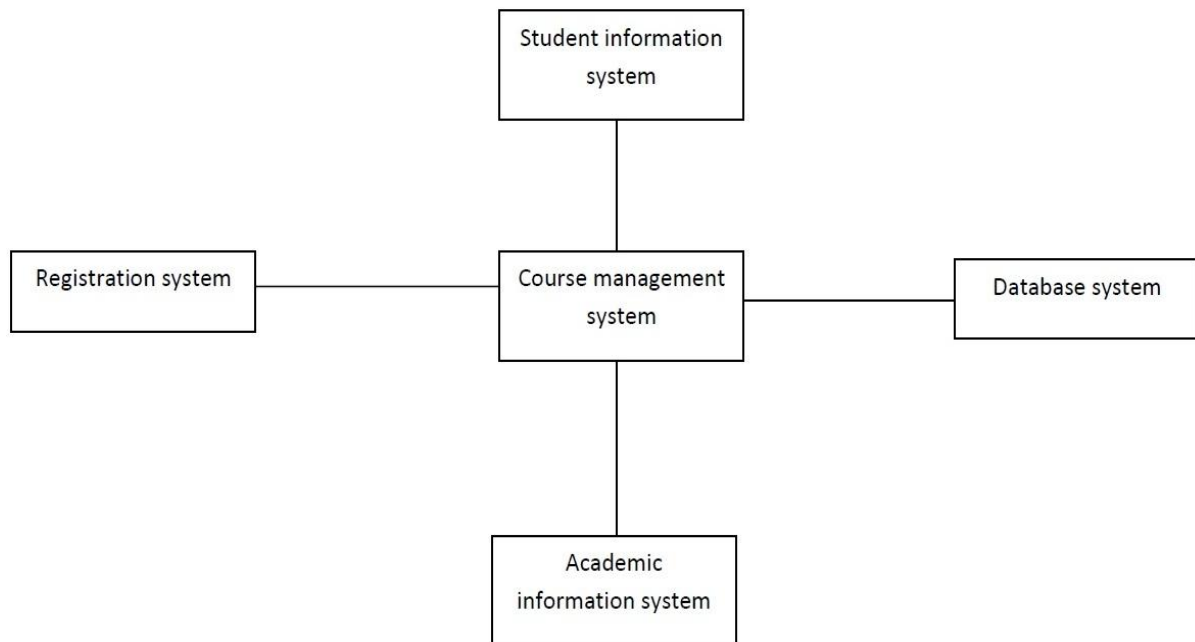 Student information
system
Registration system
Course management
system
Database system
Academic
information system